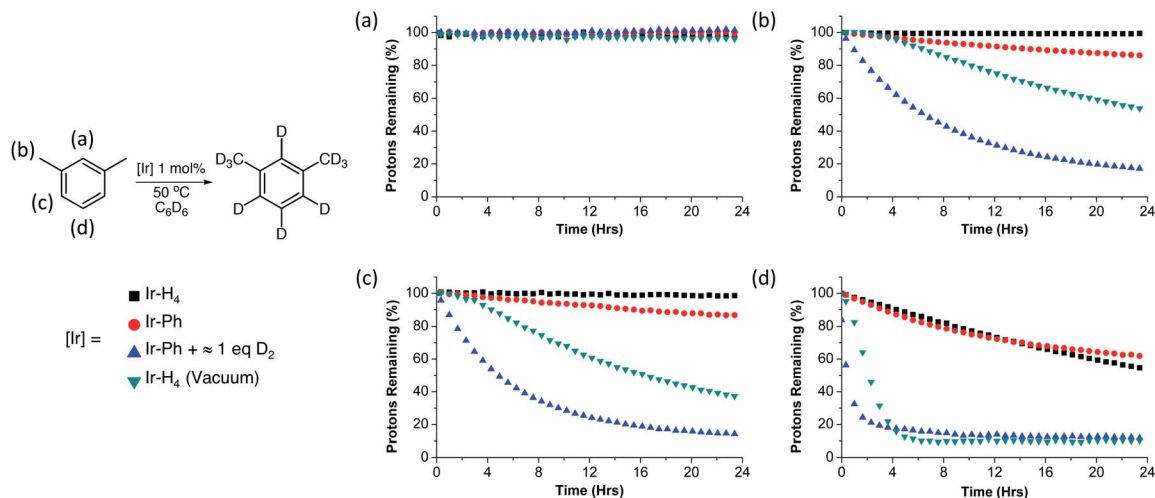 (a)
(b)
[Ir] 1 mol%
50 °C
C6D6
(c)
(d)
D
D3C
CD3
D
D
D
[Ir] =
Ir-H4
Ir-Ph
Ir-Ph + ≈ 1 eq D2
Ir-H4 (Vacuum)
(a)
Protons Remaining (%)
100
80
60
40
20
0
0 4 8 12 16 20 24
Time (Hrs)
(b)
Protons Remaining (%)
100
80
60
40
20
0
0 4 8 12 16 20 24
Time (Hrs)
(c)
Protons Remaining (%)
100
80
60
40
20
0
0 4 8 12 16 20 24
Time (Hrs)
(d)
Protons Remaining (%)
100
80
60
40
20
0
0 4 8 12 16 20 24
Time (Hrs)